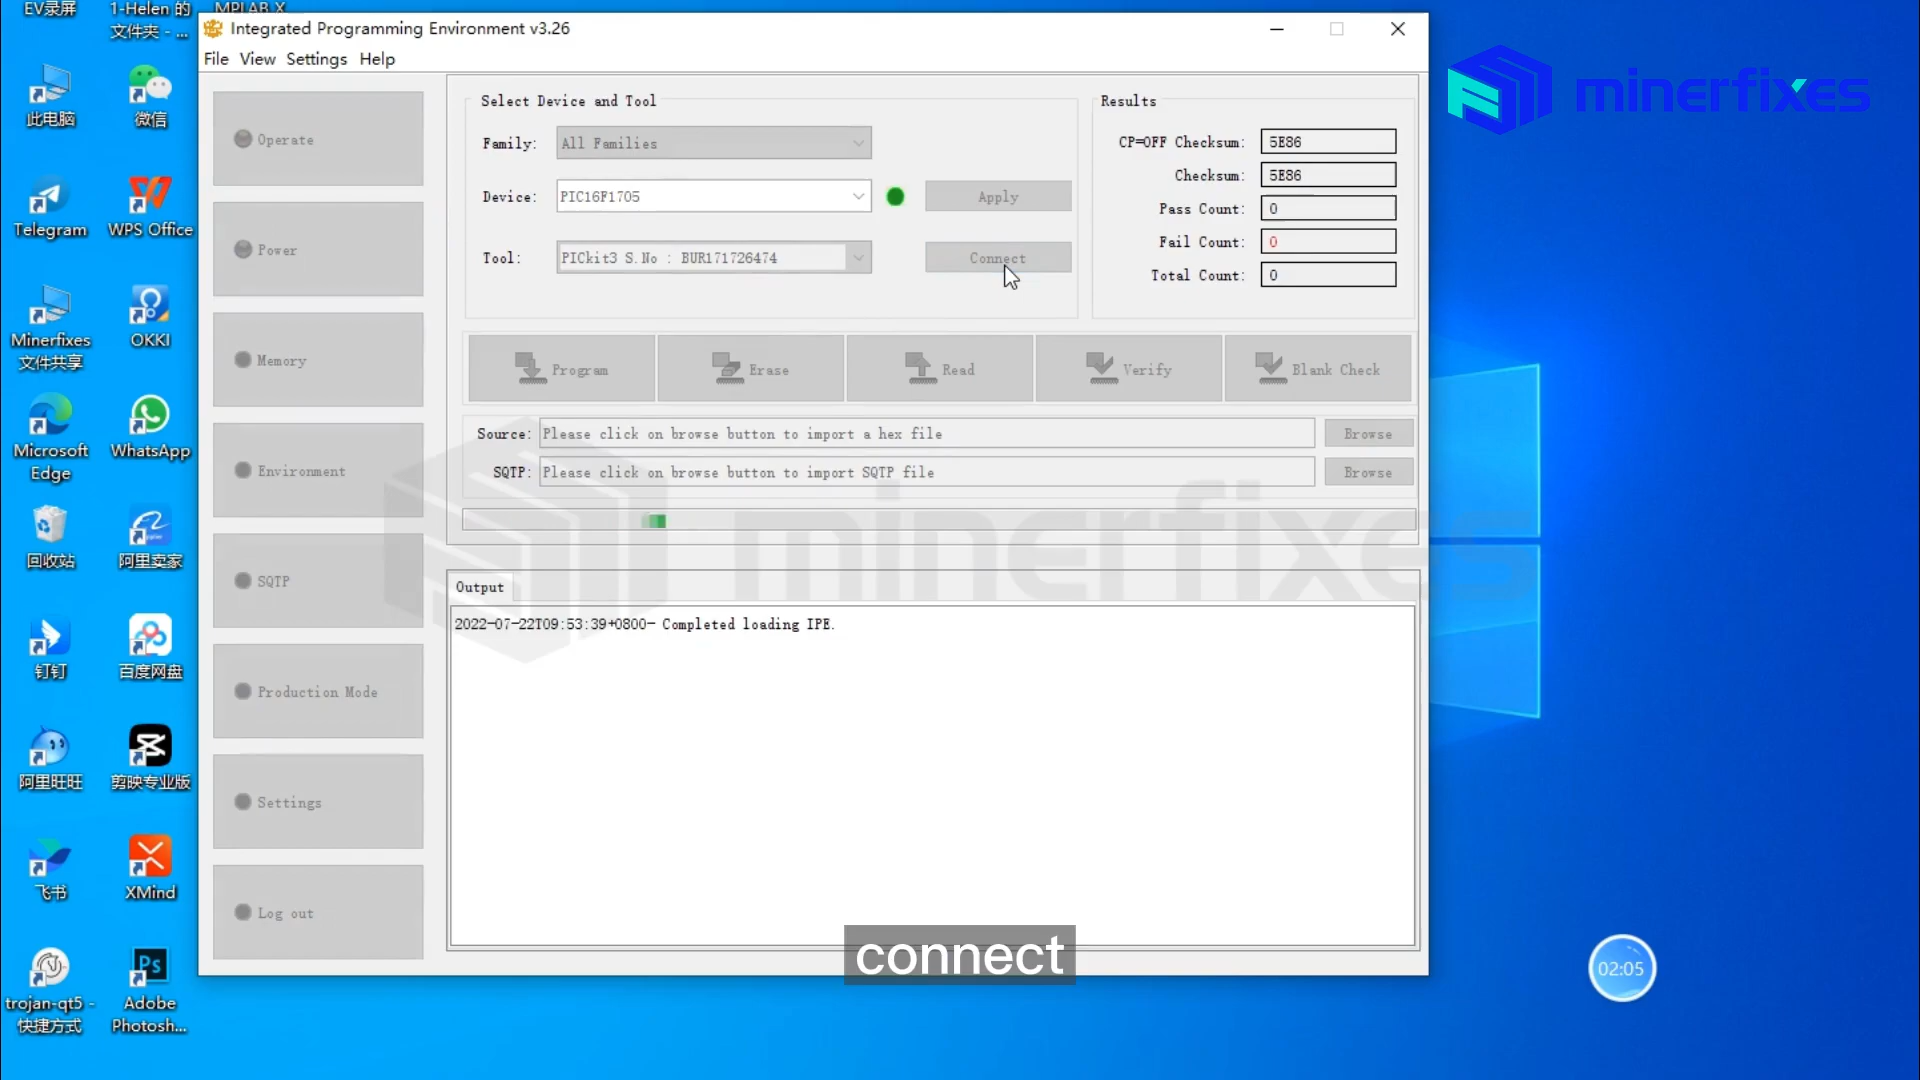 EV录屏
1-Helen 的
文件夹 - ...
MPLAB X
此电脑
微信
Telegram
WPS Office
Minerfixes
文件共享
OKKI
Microsoft
Edge
WhatsApp
回收站
阿里卖家
钉钉
百度网盘
阿里旺旺
剪映专业版
飞书
XMind
trojan-qt5 -
快捷方式
Ps
Adobe
Photosh...
Integrated Programming Environment v3.26
File View Settings Help
Operate
Power
Memory
Environment
SQTP
Production Mode
Settings
Log out
Select Device and Tool
Family: All Families
Device: PIC16F1705 Apply
Tool: PICkit3 S.No : BUR171726474 Connect
Results
CP=OFF Checksum: 5E86
Checksum: 5E86
Pass Count: 0
Fail Count: 0
Total Count: 0
Program Erase Read Verify Blank Check
Source: Please click on browse button to import a hex file Browse
SQTP: Please click on browse button to import SQTP file Browse
minerfixes
Output
2022-07-22T09:53:39+0800- Completed loading IPE.
connect
minerfixes
02:05